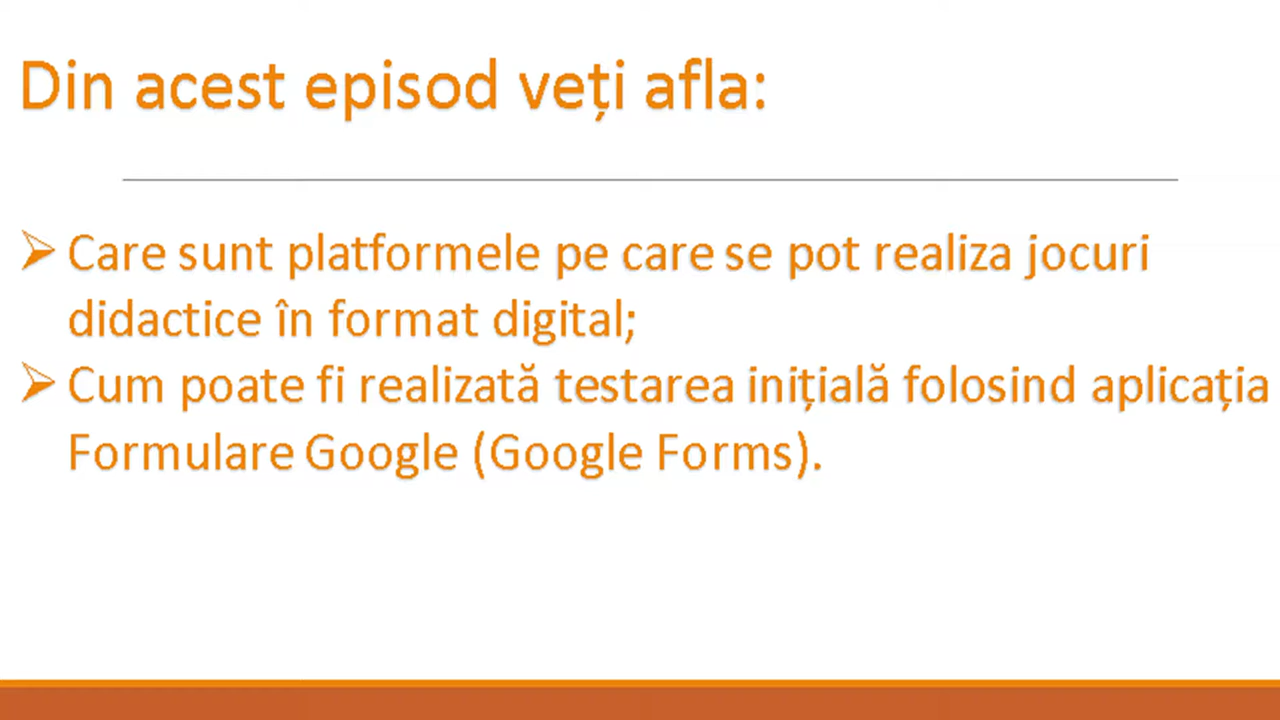 Din acest episod veți afla:
Care sunt platformele pe care se pot realiza jocuri
didactice în format digital;
Cum poate fi realizată testarea inițială folosind aplicația
Formulare Google (Google Forms).